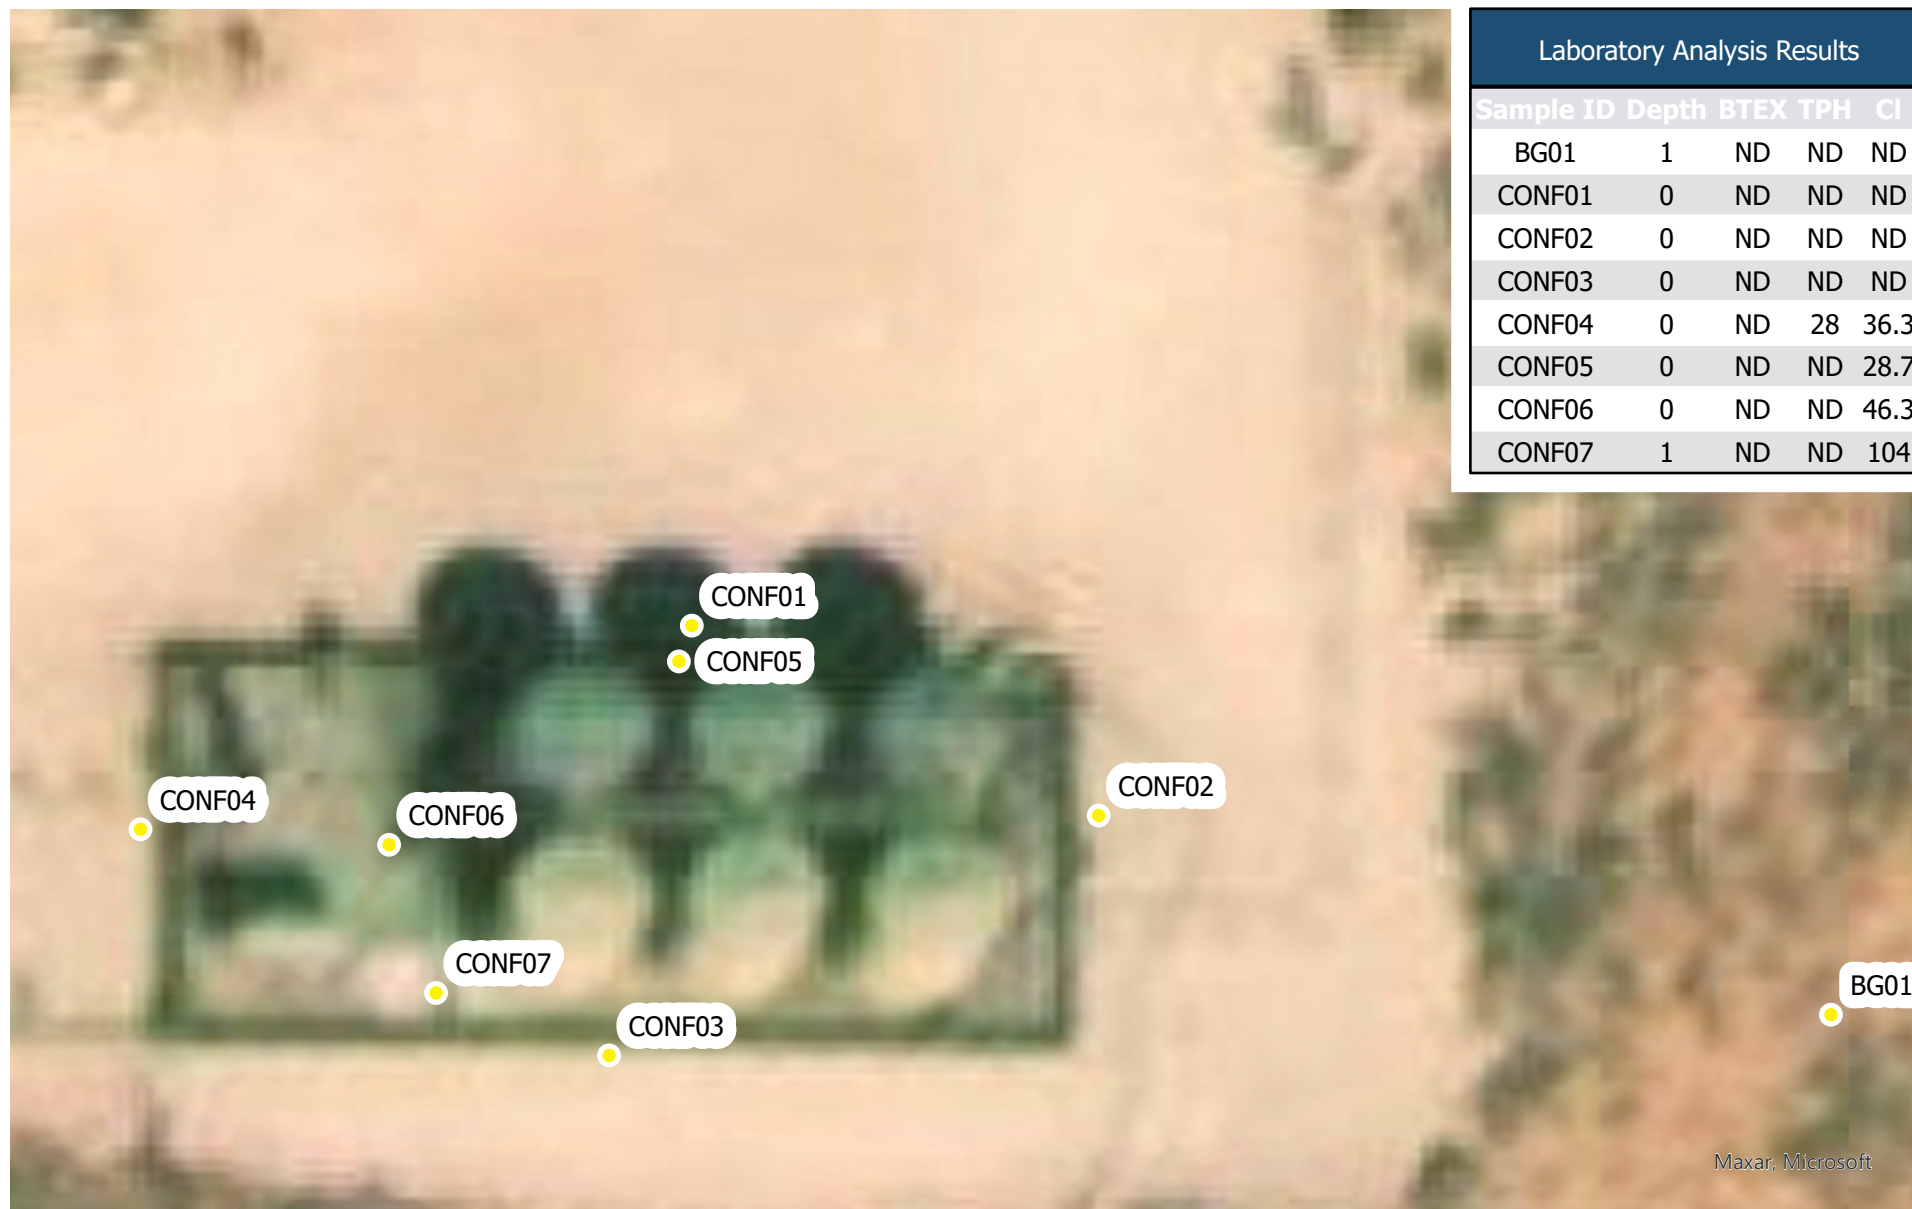 Laboratory Analysis Results
Sample ID Depth BTEX TPH Cl
BG01 1 ND ND ND
CONF01 0 ND ND ND
CONF02 0 ND ND ND
CONF03 0 ND ND ND
CONF04 0 ND 28 36.3
CONF05 0 ND ND 28.7
CONF06 0 ND ND 46.3
CONF07 1 ND ND 104
CONF01
CONF05
CONF02
CONF04
CONF06
CONF07
BG01
CONF03
Maxar, Microsoft